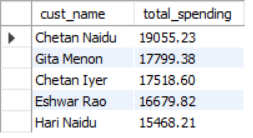 cust_name total_spending
Chetan Naidu 19055.23
Gita Menon 17799.38
Chetan Iyer 17518.60
Eshwar Rao 16679.82
Hari Naidu 15468.21